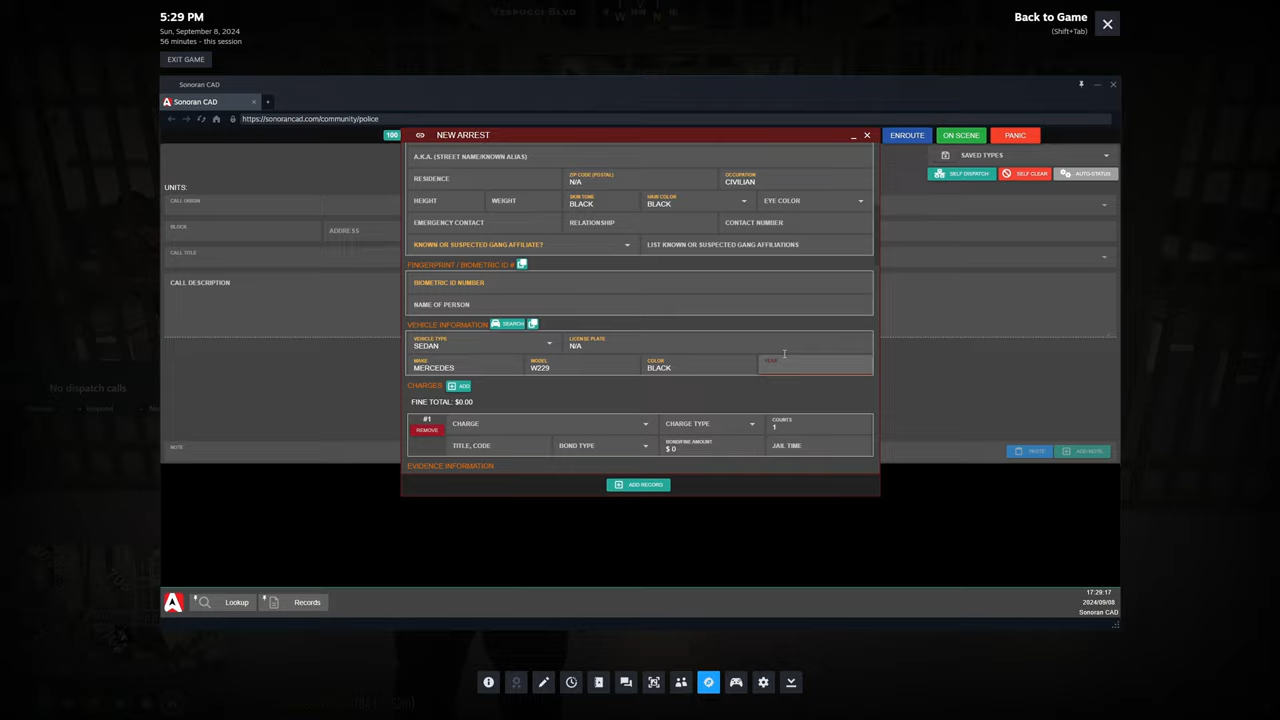 VESPUCCI BLVD
W
N
5:29 PM
Back to Game
Sun, September 8, 2024
(Shift+Tab)
56 minutes - this session
EXIT GAME
Sonoran CAD
Sonoran CAD
https://sonorancad.com/community/police
100
NEW ARREST
ENROUTE
ON SCENE
PANIC
SAVED TYPES
SELF DISPATCH
SELF CLEAR
AUTO-STATUS
UNITS:
CALL ORIGIN
BLOCK
ADDRESS
CALL TITLE
CALL DESCRIPTION
A.K.A. (STREET NAME/KNOWN ALIAS)
RESIDENCE
ZIP CODE (POSTAL)
N/A
OCCUPATION
CIVILIAN
HEIGHT
WEIGHT
SKIN TONE
BLACK
HAIR COLOR
BLACK
EYE COLOR
EMERGENCY CONTACT
RELATIONSHIP
CONTACT NUMBER
KNOWN OR SUSPECTED GANG AFFILIATE?
LIST KNOWN OR SUSPECTED GANG AFFILIATIONS
FINGERPRINT / BIOMETRIC ID #
BIOMETRIC ID NUMBER
NAME OF PERSON
VEHICLE INFORMATION
SEARCH
VEHICLE TYPE
SEDAN
LICENSE PLATE
N/A
MAKE
MERCEDES
MODEL
W229
COLOR
BLACK
YEAR
CHARGES
ADD
FINE TOTAL: $0.00
#1
REMOVE
CHARGE
CHARGE TYPE
COUNTS
1
TITLE, CODE
BOND TYPE
BOND/FINE AMOUNT
$ 0
JAIL TIME
EVIDENCE INFORMATION
ADD RECORD
No dispatch calls
NOTE
PASTE
ADD NOTE
Lookup
Records
17:29:17
2024/09/08
Sonoran CAD